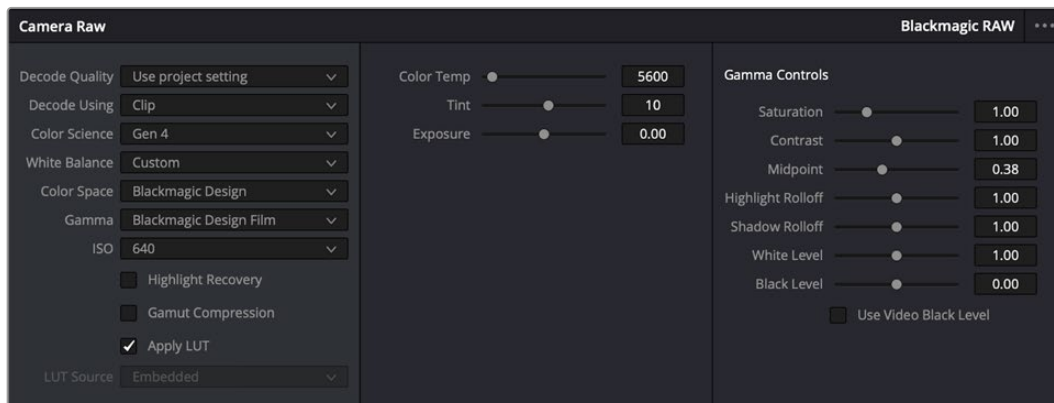 Camera Raw Blackmagic RAW
Decode Quality Use project setting
Decode Using Clip
Color Science Gen 4
White Balance Custom
Color Space Blackmagic Design
Gamma Blackmagic Design Film
ISO 640
Highlight Recovery
Gamut Compression
Apply LUT
LUT Source Embedded
Color Temp 5600
Tint 10
Exposure 0.00
Gamma Controls
Saturation 1.00
Contrast 1.00
Midpoint 0.38
Highlight Rolloff 1.00
Shadow Rolloff 1.00
White Level 1.00
Black Level 0.00
Use Video Black Level